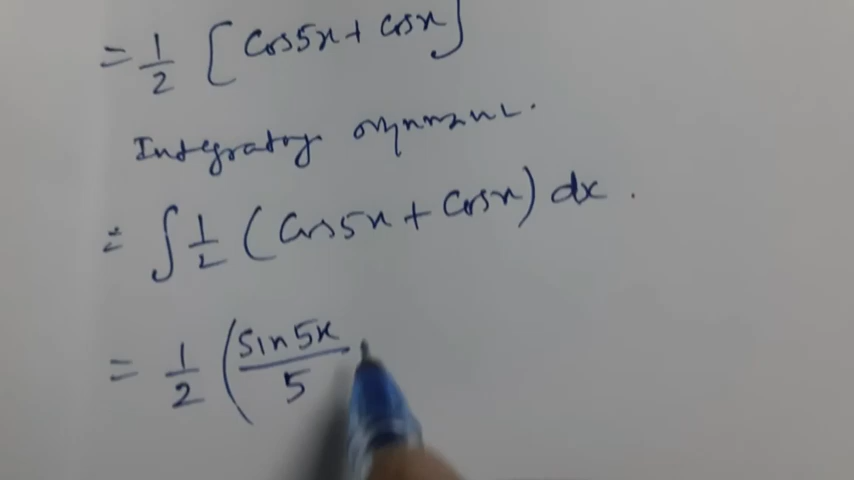 = 1/2 [cos5x + cosx]
Integrating
= ∫ 1/2 (cos5x + cosx) dx.
= 1/2 (sin5x/5